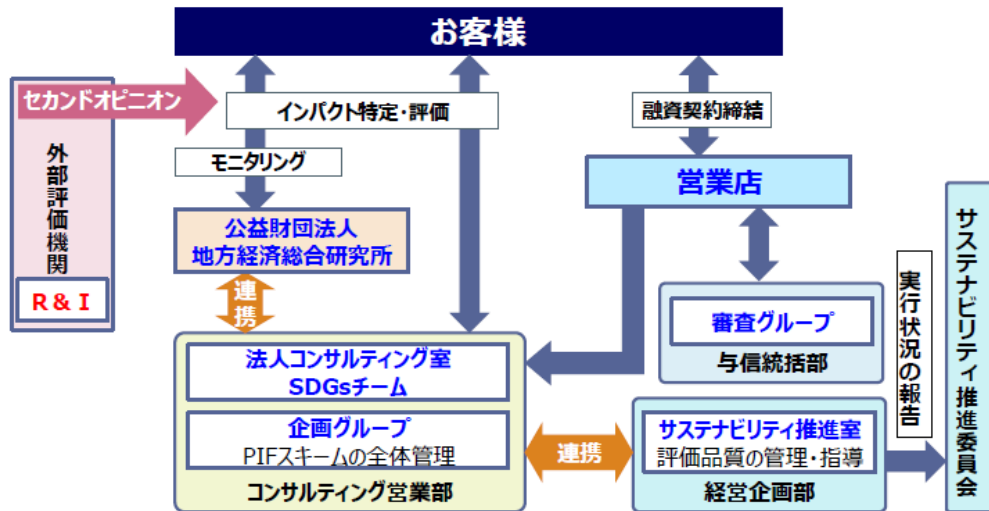 お客様
セカンドオピニオン
外部評価機関
R＆I
インパクト特定・評価
融資契約締結
モニタリング
営業店
公益財団法人
地方経済総合研究所
連携
審査グループ
与信統括部
法人コンサルティング室
SDGsチーム
企画グループ
PIFスキームの全体管理
コンサルティング営業部
連携
サステナビリティ推進室
評価品質の管理・指導
経営企画部
実行状況の報告
サステナビリティ推進委員会